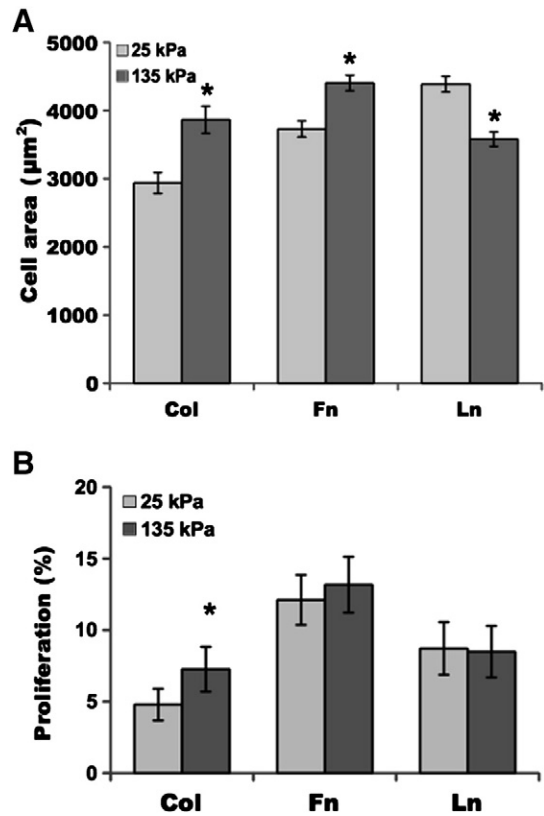 A
5000
4000
3000
2000
1000
0
Cell area (µm²)
25 kPa
135 kPa
*
*
*
Col Fn Ln
B
20
15
10
5
0
Proliferation (%)
25 kPa
135 kPa
*
Col Fn Ln